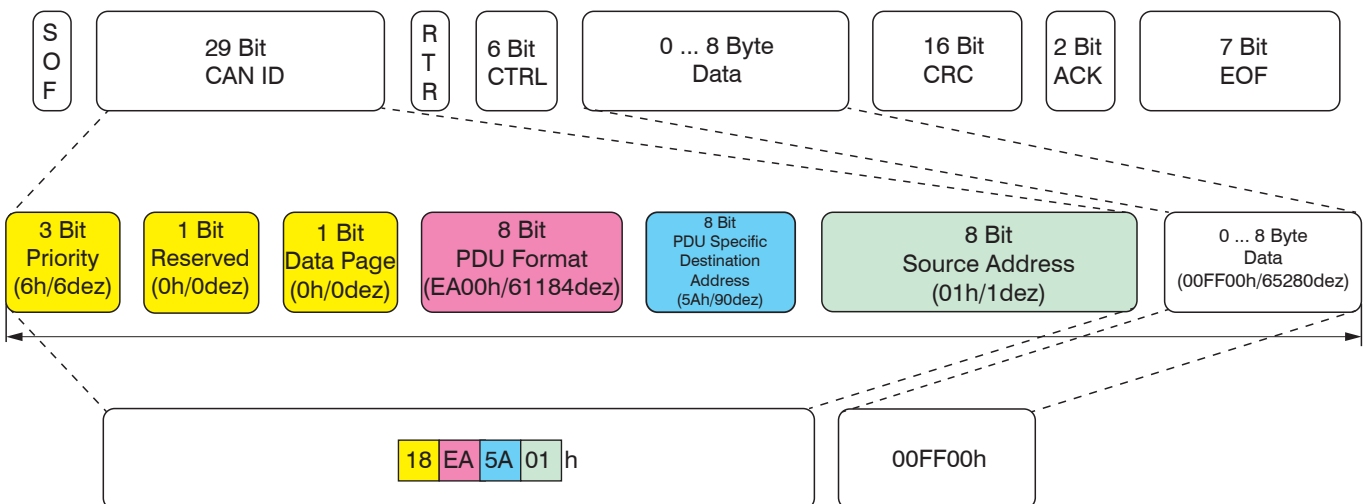 S
O
F
29 Bit
CAN ID
R
T
R
6 Bit
CTRL
0 ... 8 Byte
Data
16 Bit
CRC
2 Bit
ACK
7 Bit
EOF
3 Bit
Priority
(6h/6dez)
1 Bit
Reserved
(0h/0dez)
1 Bit
Data Page
(0h/0dez)
8 Bit
PDU Format
(EA00h/61184dez)
8 Bit
PDU Specific
Destination
Address
(5Ah/90dez)
8 Bit
Source Address
(01h/1dez)
0 ... 8 Byte
Data
(00FF00h/65280dez)
18 EA 5A 01 h
00FF00h